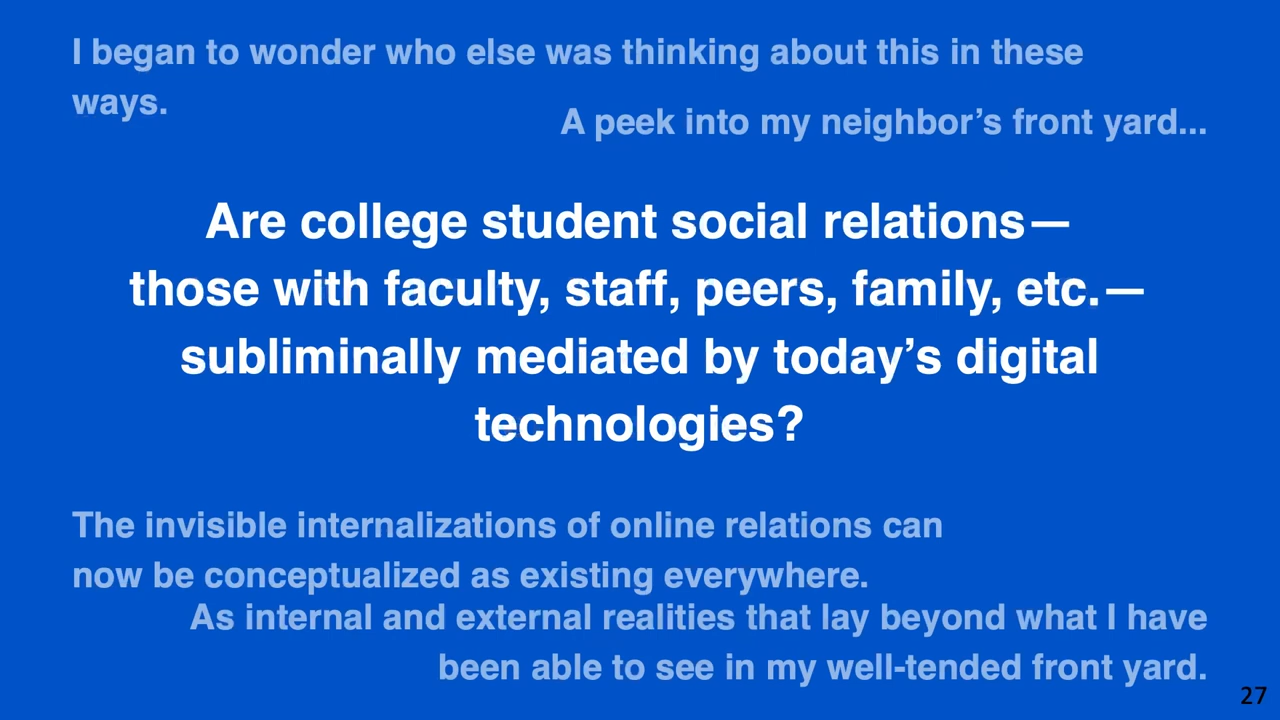 I began to wonder who else was thinking about this in these
ways.
A peek into my neighbor’s front yard...
Are college student social relations—
those with faculty, staff, peers, family, etc.—
subliminally mediated by today’s digital
technologies?
The invisible internalizations of online relations can
now be conceptualized as existing everywhere.
As internal and external realities that lay beyond what I have
been able to see in my well-tended front yard.
27